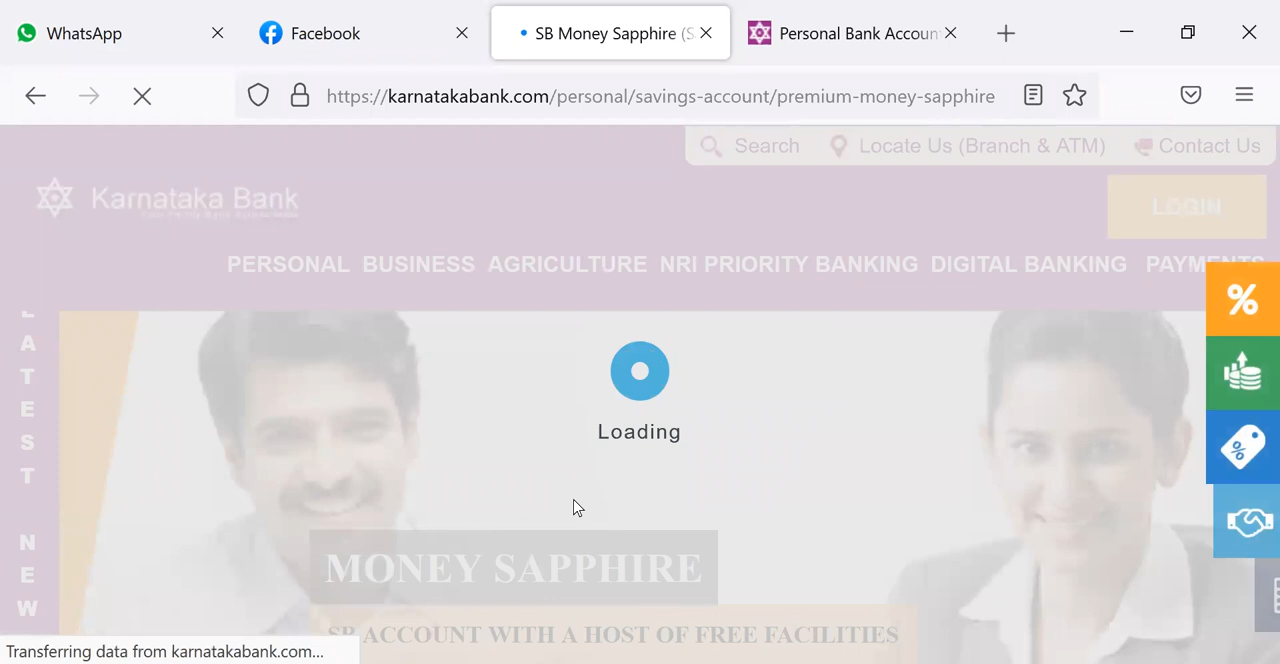 WhatsApp
Facebook
SB Money Sapphire (S
Personal Bank Accoun
https://karnatakabank.com/personal/savings-account/premium-money-sapphire
Search
Locate Us (Branch & ATM)
Contact Us
Karnataka Bank
LOGIN
PERSONAL BUSINESS AGRICULTURE NRI PRIORITY BANKING DIGITAL BANKING PAYMENTS
LATEST NEW
Loading
MONEY SAPPHIRE
SB ACCOUNT WITH A HOST OF FREE FACILITIES
Transferring data from karnatakabank.com...